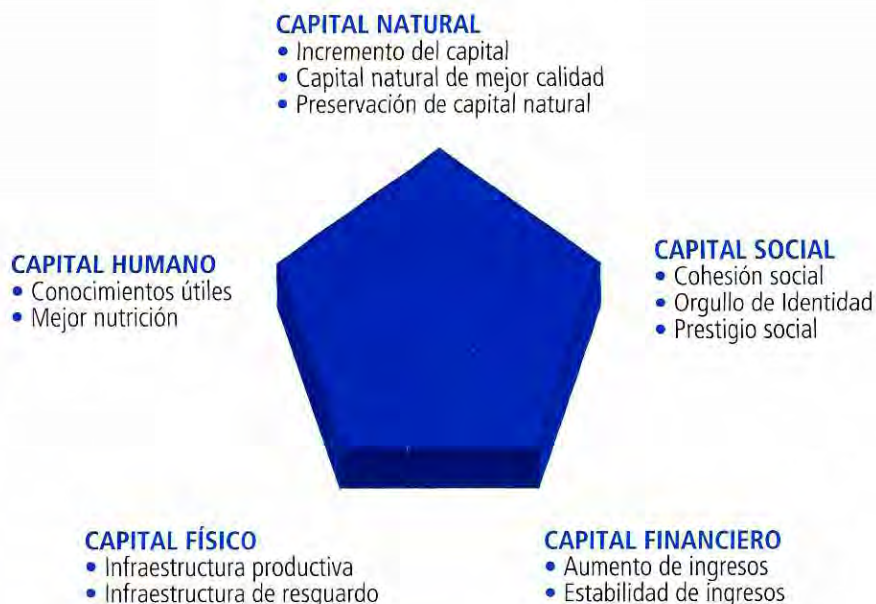 CAPITAL NATURAL
• Incremento del capital
• Capital natural de mejor calidad
• Preservación de capital natural
CAPITAL HUMANO
• Conocimientos útiles
• Mejor nutrición
CAPITAL SOCIAL
• Cohesión social
• Orgullo de Identidad
• Prestigio social
CAPITAL FÍSICO
• Infraestructura productiva
• Infraestructura de resguardo
CAPITAL FINANCIERO
• Aumento de ingresos
• Estabilidad de ingresos